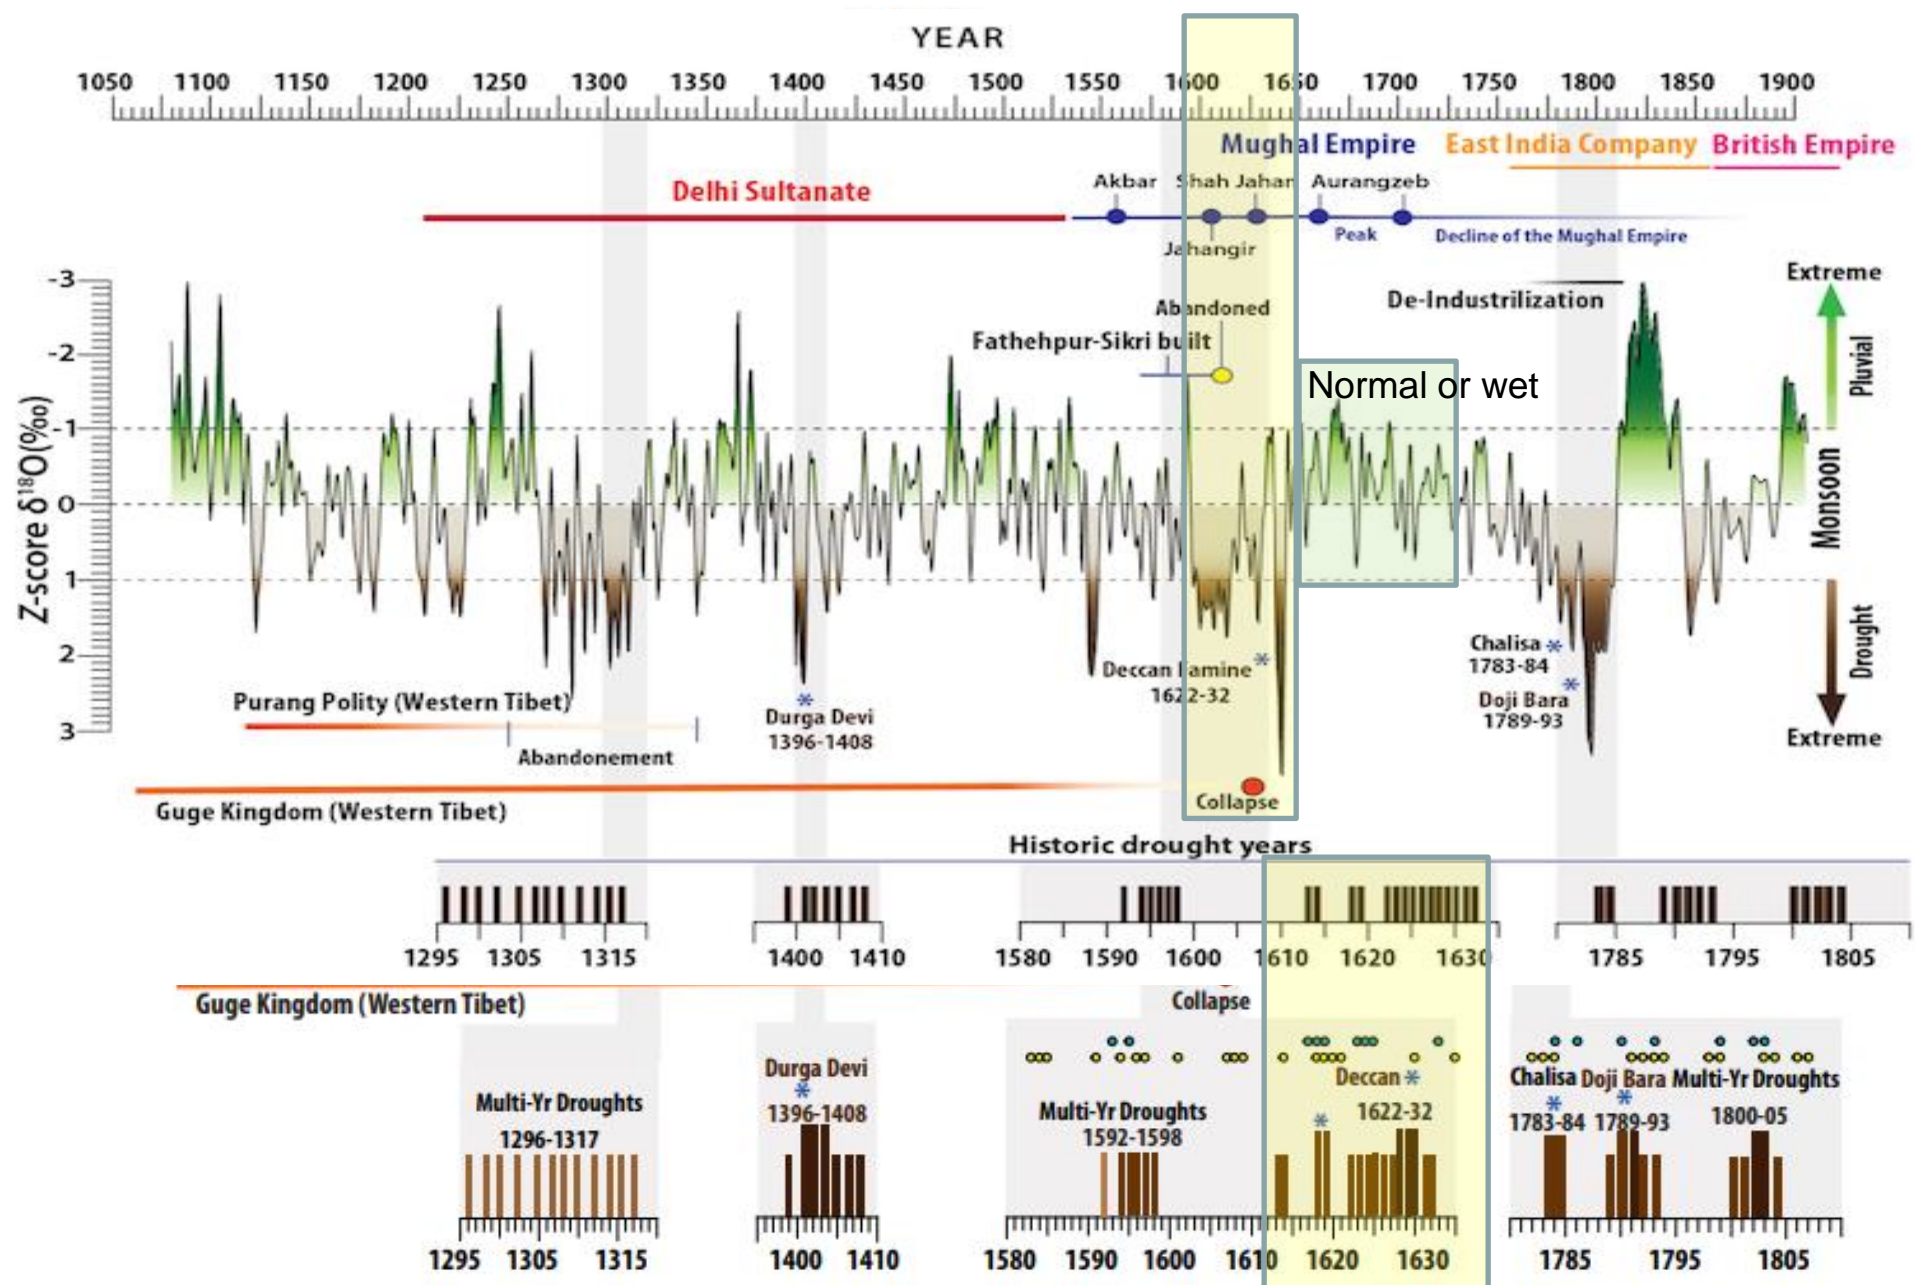 YEAR
1050 1100 1150 1200 1250 1300 1350 1400 1450 1500 1550 1600 1650 1700 1750 1800 1850 1900
Mughal Empire East India Company British Empire
Delhi Sultanate
Akbar Shah Jahan Aurangzeb
Jahangir
Peak
Decline of the Mughal Empire
-3
-2
-1
0
1
2
3
Z-score δ¹⁸O(‰)
Extreme
De-Industrilization
Abandoned
Fathehpur-Sikri built
Normal or wet
Pluvial
Monsoon
Drought
Extreme
Deccan Famine *
1622-32
Chalisa *
1783-84
*
Doji Bara
1789-93
Purang Polity (Western Tibet)
Abandonement
*
Durga Devi
1396-1408
Guge Kingdom (Western Tibet)
Collapse
Historic drought years
1295 1305 1315
1400 1410
1580 1590 1600 1610 1620 1630
1785 1795 1805
Guge Kingdom (Western Tibet)
Collapse
Multi-Yr Droughts
1296-1317
Durga Devi
*
1396-1408
Multi-Yr Droughts
1592-1598
*
Deccan *
1622-32
Chalisa Doji Bara Multi-Yr Droughts
* *
1783-84 1789-93 1800-05
1295 1305 1315
1400 1410
1580 1590 1600 1610 1620 1630
1785 1795 1805